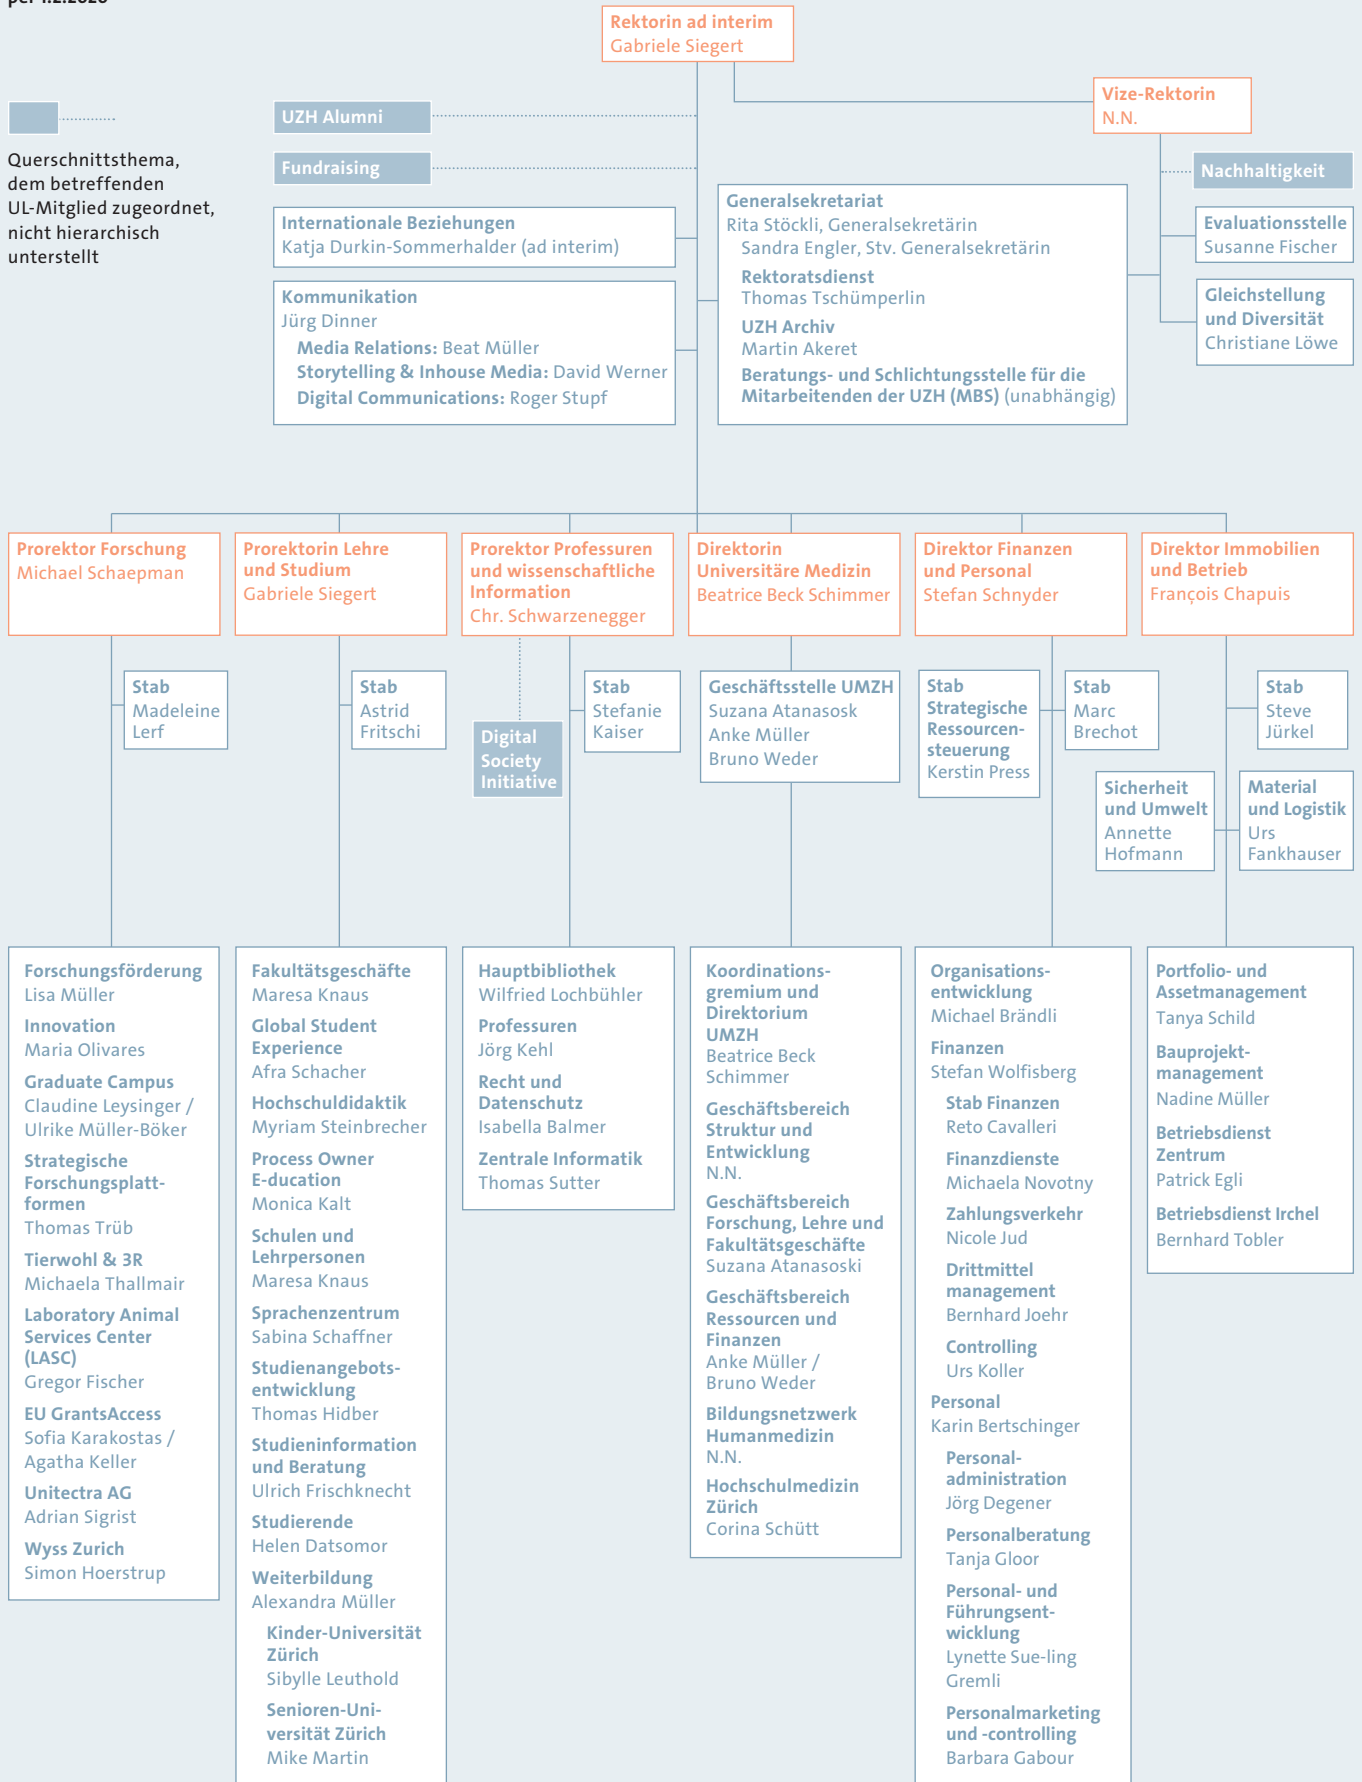 per 1.2.2020
Rektorin ad interim
Gabriele Siegert
Vize-Rektorin
N.N.
Querschnittsthema,
dem betreffenden
UL-Mitglied zugeordnet,
nicht hierarchisch
unterstellt
UZH Alumni
Fundraising
Internationale Beziehungen
Katja Durkin-Sommerhalder (ad interim)
Kommunikation
Jürg Dinner
Media Relations: Beat Müller
Storytelling & Inhouse Media: David Werner
Digital Communications: Roger Stupf
Generalsekretariat
Rita Stöckli, Generalsekretärin
Sandra Engler, Stv. Generalsekretärin
Rektoratsdienst
Thomas Tschümperlin
UZH Archiv
Martin Akeret
Beratungs- und Schlichtungsstelle für die
Mitarbeitenden der UZH (MBS) (unabhängig)
Nachhaltigkeit
Evaluationsstelle
Susanne Fischer
Gleichstellung
und Diversität
Christiane Löwe
Prorektor Forschung
Michael Schaepman
Prorektorin Lehre
und Studium
Gabriele Siegert
Prorektor Professuren
und wissenschaftliche
Information
Chr. Schwarzenegger
Direktorin
Universitäre Medizin
Beatrice Beck Schimmer
Direktor Finanzen
und Personal
Stefan Schnyder
Direktor Immobilien
und Betrieb
François Chapuis
Stab
Madeleine
Lerf
Stab
Astrid
Fritschi
Digital
Society
Initiative
Stab
Stefanie
Kaiser
Geschäftsstelle UMZH
Suzana Atanasosk
Anke Müller
Bruno Weder
Stab
Strategische
Ressourcen-
steuerung
Kerstin Press
Stab
Marc
Brechot
Stab
Steve
Jürkel
Sicherheit
und Umwelt
Annette
Hofmann
Material
und Logistik
Urs
Fankhauser
Forschungsförderung
Lisa Müller
Innovation
Maria Olivares
Graduate Campus
Claudine Leysinger /
Ulrike Müller-Böker
Strategische
Forschungsplatt-
formen
Thomas Trüb
Tierwohl & 3R
Michaela Thallmair
Laboratory Animal
Services Center
(LASC)
Gregor Fischer
EU GrantsAccess
Sofia Karakostas /
Agatha Keller
Unitectra AG
Adrian Sigrist
Wyss Zurich
Simon Hoerstrup
Fakultätsgeschäfte
Maresa Knaus
Global Student
Experience
Afra Schacher
Hochschuldidaktik
Myriam Steinbrecher
Process Owner
E-ducation
Monica Kalt
Schulen und
Lehrpersonen
Maresa Knaus
Sprachenzentrum
Sabina Schaffner
Studienangebots-
entwicklung
Thomas Hidber
Studieninformation
und Beratung
Ulrich Frischknecht
Studierende
Helen Datsomor
Weiterbildung
Alexandra Müller
Kinder-Universität
Zürich
Sibylle Leuthold
Senioren-Uni-
versität Zürich
Mike Martin
Hauptbibliothek
Wilfried Lochbühler
Professuren
Jörg Kehl
Recht und
Datenschutz
Isabella Balmer
Zentrale Informatik
Thomas Sutter
Koordinations-
gremium und
Direktorium
UMZH
Beatrice Beck
Schimmer
Geschäftsbereich
Struktur und
Entwicklung
N.N.
Geschäftsbereich
Forschung, Lehre und
Fakultätsgeschäfte
Suzana Atanasoski
Geschäftsbereich
Ressourcen und
Finanzen
Anke Müller /
Bruno Weder
Bildungsnetzwerk
Humanmedizin
N.N.
Hochschulmedizin
Zürich
Corina Schütt
Organisations-
entwicklung
Michael Brändli
Finanzen
Stefan Wolfisberg
Stab Finanzen
Reto Cavalleri
Finanzdienste
Michaela Novotny
Zahlungsverkehr
Nicole Jud
Drittmittel
management
Bernhard Joehr
Controlling
Urs Koller
Personal
Karin Bertschinger
Personal-
administration
Jörg Degener
Personalberatung
Tanja Gloor
Personal- und
Führungsent-
wicklung
Lynette Sue-ling
Gremli
Personalmarketing
und -controlling
Barbara Gabour
Portfolio- und
Assetmanagement
Tanya Schild
Bauprojekt-
management
Nadine Müller
Betriebsdienst
Zentrum
Patrick Egli
Betriebsdienst Irchel
Bernhard Tobler